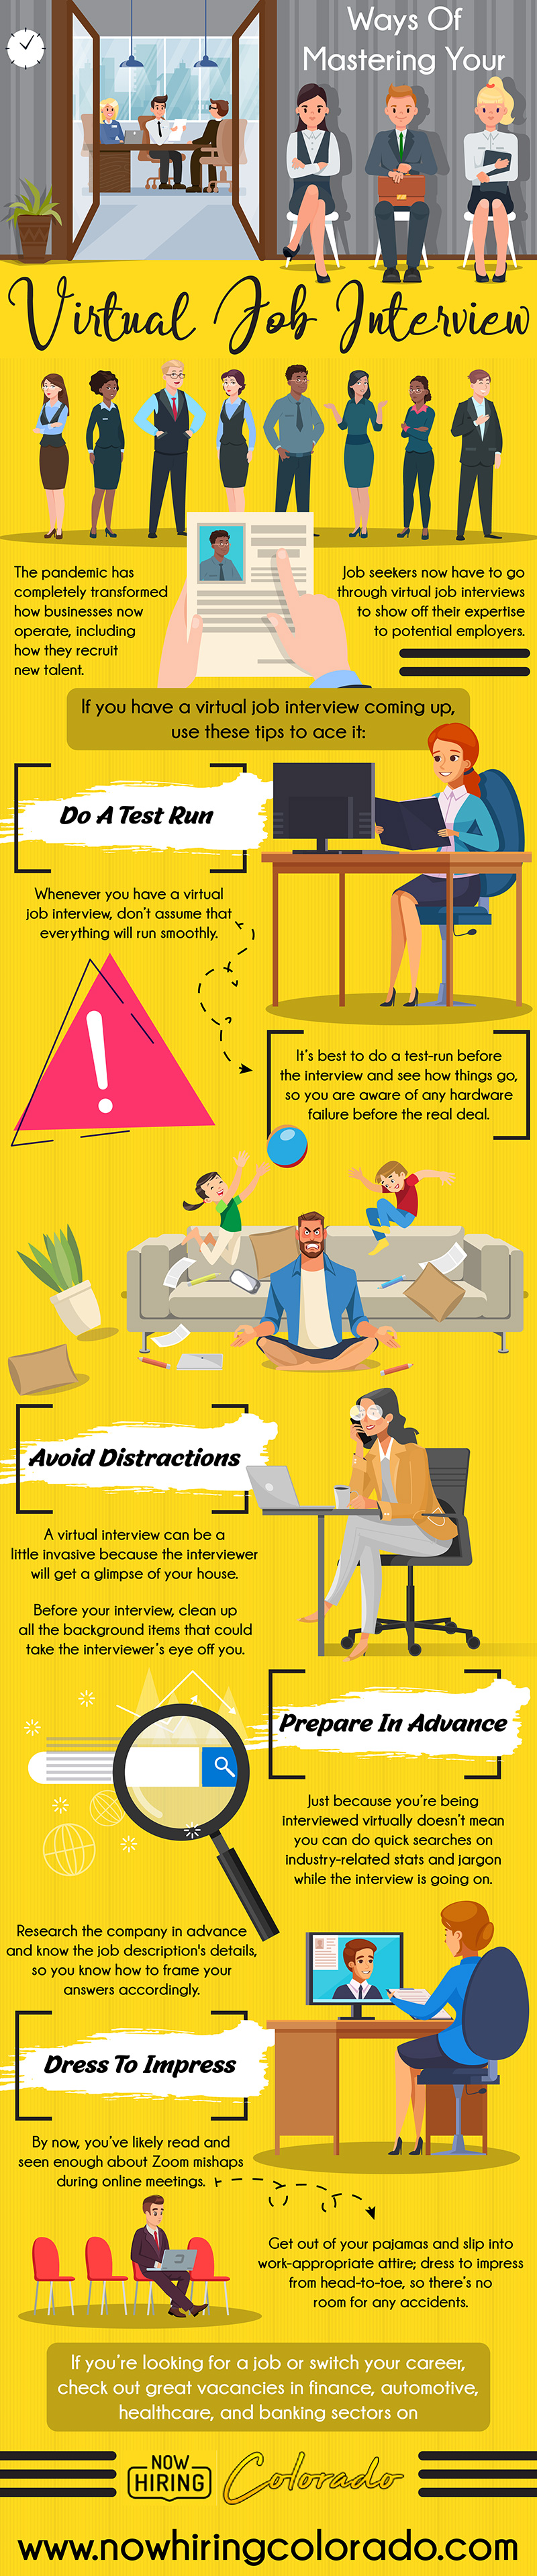 Ways Of
Mastering Your
Virtual Job Interview
The pandemic has
completely transformed
how businesses now
operate, including
how they recruit
new talent.
Job seekers now have to go
through virtual job interviews
to show off their expertise
to potential employers.
If you have a virtual job interview coming up,
use these tips to ace it:
Do A Test Run
Whenever you have a virtual
job interview, don't assume that
everything will run smoothly.
It's best to do a test-run before
the interview and see how things go,
so you are aware of any hardware
failure before the real deal.
Avoid Distractions
A virtual interview can be a
little invasive because the interviewer
will get a glimpse of your house.
Before your interview, clean up
all the background items that could
take the interviewer's eye off you.
Prepare In Advance
Just because you're being
interviewed virtually doesn't mean
you can do quick searches on
industry-related stats and jargon
while the interview is going on.
Research the company in advance
and know the job description's details,
so you know how to frame your
answers accordingly.
Dress To Impress
By now, you've likely read and
seen enough about Zoom mishaps
during online meetings.
Get out of your pajamas and slip into
work-appropriate attire; dress to impress
from head-to-toe, so there's no
room for any accidents.
If you're looking for a job or switch your career,
check out great vacancies in finance, automotive,
healthcare, and banking sectors on
NOW
HIRING
Colorado
www.nowhiringcolorado.com